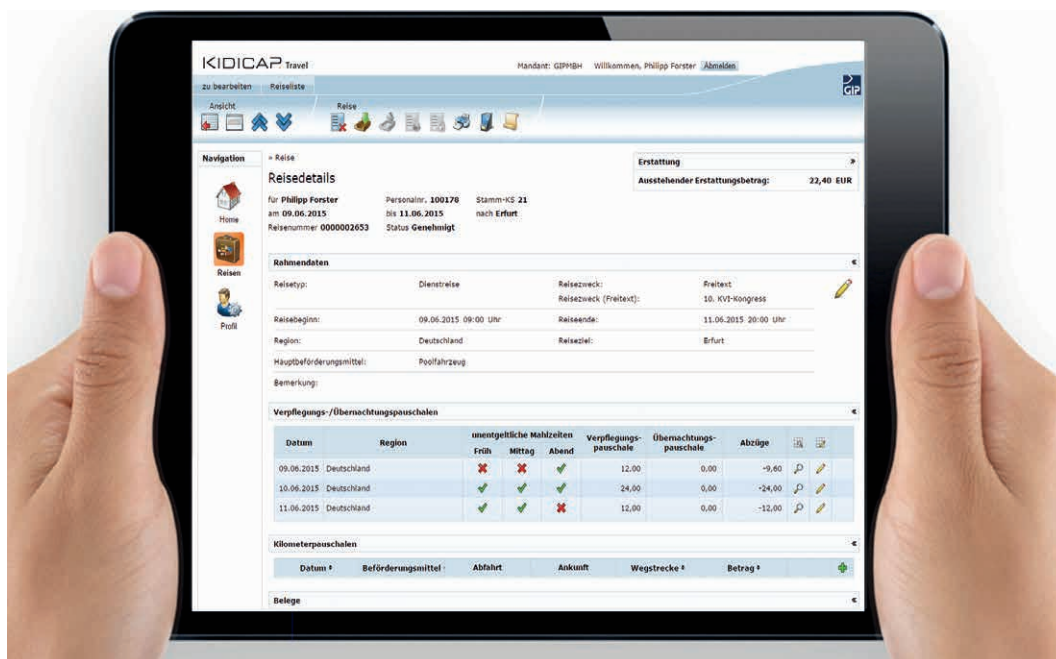 KIDICAP Travel
Mandant: GIPMBH Willkommen, Philipp Forster Abmelden
zu bearbeiten Reiseliste
GIP
Ansicht Reise
Navigation
Home
Reisen
Profil
» Reise
Reisedetails
für Philipp Forster Personalnr. 100178 Stamm-KS 21
am 09.06.2015 bis 11.06.2015 nach Erfurt
Reisenummer 0000002653 Status Genehmigt
Erstattung »
Ausstehender Erstattungsbetrag: 22,40 EUR
Rahmendaten «
Reisetyp: Dienstreise Reisezweck: Freitext
Reisezweck (Freitext): 10. KVI-Kongress
Reisebeginn: 09.06.2015 09:00 Uhr Reiseende: 11.06.2015 20:00 Uhr
Region: Deutschland Reiseziel: Erfurt
Hauptbeförderungsmittel: Poolfahrzeug
Bemerkung:
Verpflegungs-/Übernachtungspauschalen «
Datum Region unentgeltliche Mahlzeiten Verpflegungs-pauschale Übernachtungs-pauschale Abzüge
Früh Mittag Abend
09.06.2015 Deutschland 12,00 0,00 -9,60
10.06.2015 Deutschland 24,00 0,00 -24,00
11.06.2015 Deutschland 12,00 0,00 -12,00
Kilometerpauschalen «
Datum Beförderungsmittel Abfahrt Ankunft Wegstrecke Betrag
Belege «